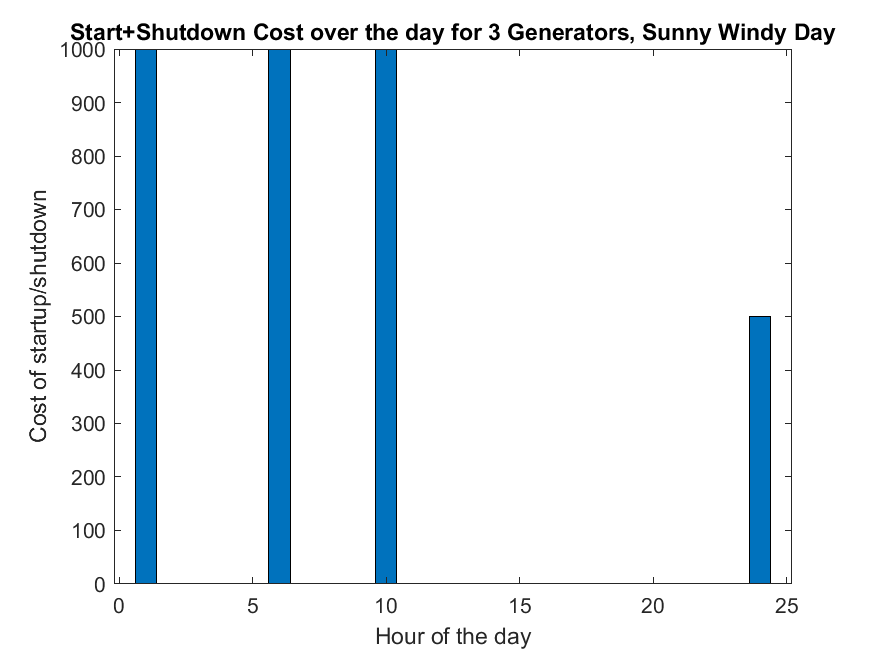 Start+Shutdown Cost over the day for 3 Generators, Sunny Windy Day
1000
900
800
700
600
500
400
300
200
100
0
Cost of startup/shutdown
0 5 10 15 20 25
Hour of the day